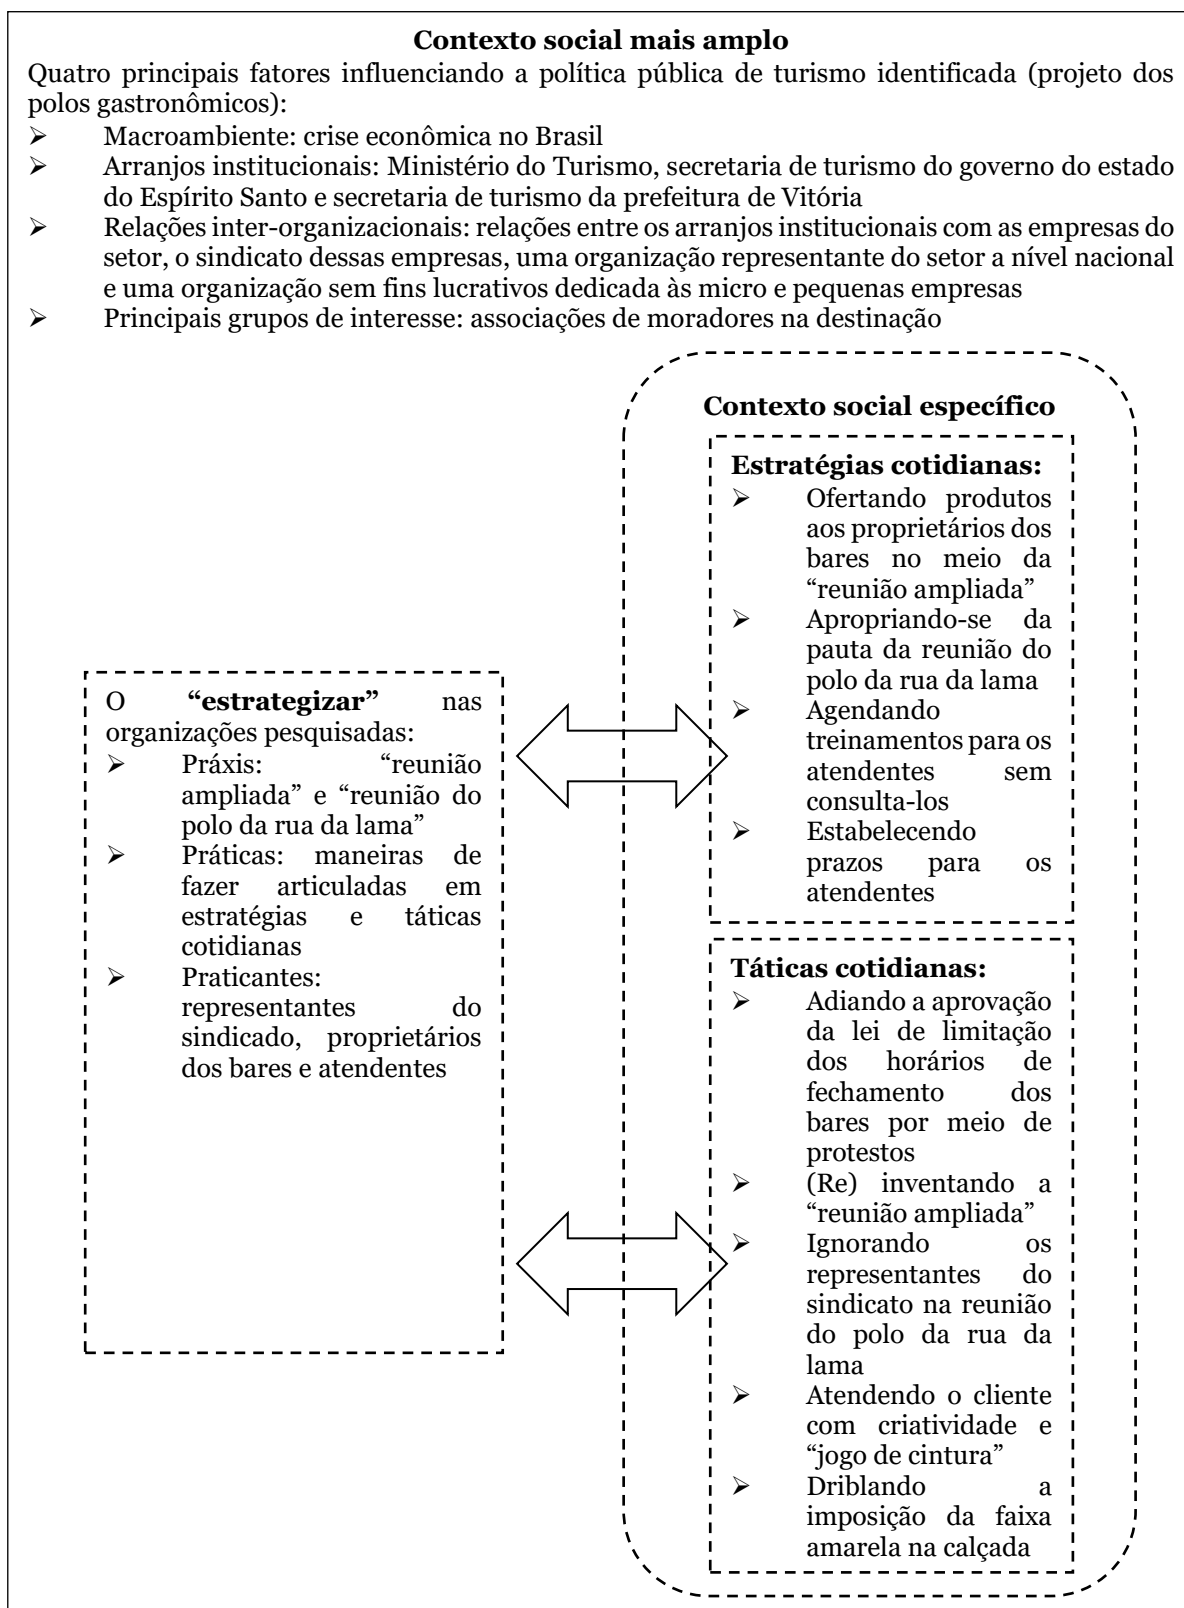 Contexto social mais amplo
Quatro principais fatores influenciando a política pública de turismo identificada (projeto dos
polos gastronômicos):
➢ Macroambiente: crise econômica no Brasil
➢ Arranjos institucionais: Ministério do Turismo, secretaria de turismo do governo do estado
do Espírito Santo e secretaria de turismo da prefeitura de Vitória
➢ Relações inter-organizacionais: relações entre os arranjos institucionais com as empresas do
setor, o sindicato dessas empresas, uma organização representante do setor a nível nacional
e uma organização sem fins lucrativos dedicada às micro e pequenas empresas
➢ Principais grupos de interesse: associações de moradores na destinação
O “estrategizar” nas
organizações pesquisadas:
➢ Práxis: “reunião
ampliada” e “reunião do
polo da rua da lama”
➢ Práticas: maneiras de
fazer articuladas em
estratégias e táticas
cotidianas
➢ Praticantes:
representantes do
sindicado, proprietários
dos bares e atendentes
Contexto social específico
Estratégias cotidianas:
➢ Ofertando produtos
aos proprietários dos
bares no meio da
“reunião ampliada”
➢ Apropriando-se da
pauta da reunião do
polo da rua da lama
➢ Agendando
treinamentos para os
atendentes sem
consulta-los
➢ Estabelecendo
prazos para os
atendentes
Táticas cotidianas:
➢ Adiando a aprovação
da lei de limitação
dos horários de
fechamento dos
bares por meio de
protestos
➢ (Re) inventando a
“reunião ampliada”
➢ Ignorando os
representantes do
sindicato na reunião
do polo da rua da
lama
➢ Atendendo o cliente
com criatividade e
“jogo de cintura”
➢ Driblando a
imposição da faixa
amarela na calçada